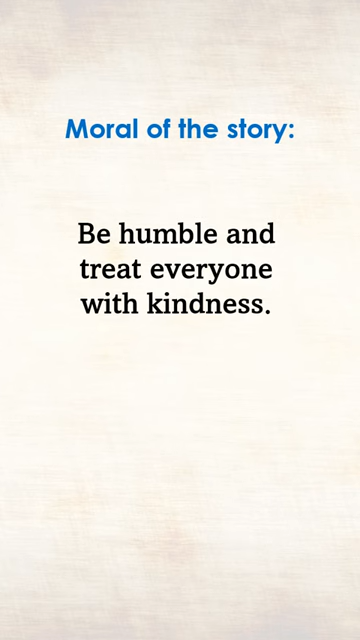 Moral of the story:
Be humble and
treat everyone
with kindness.